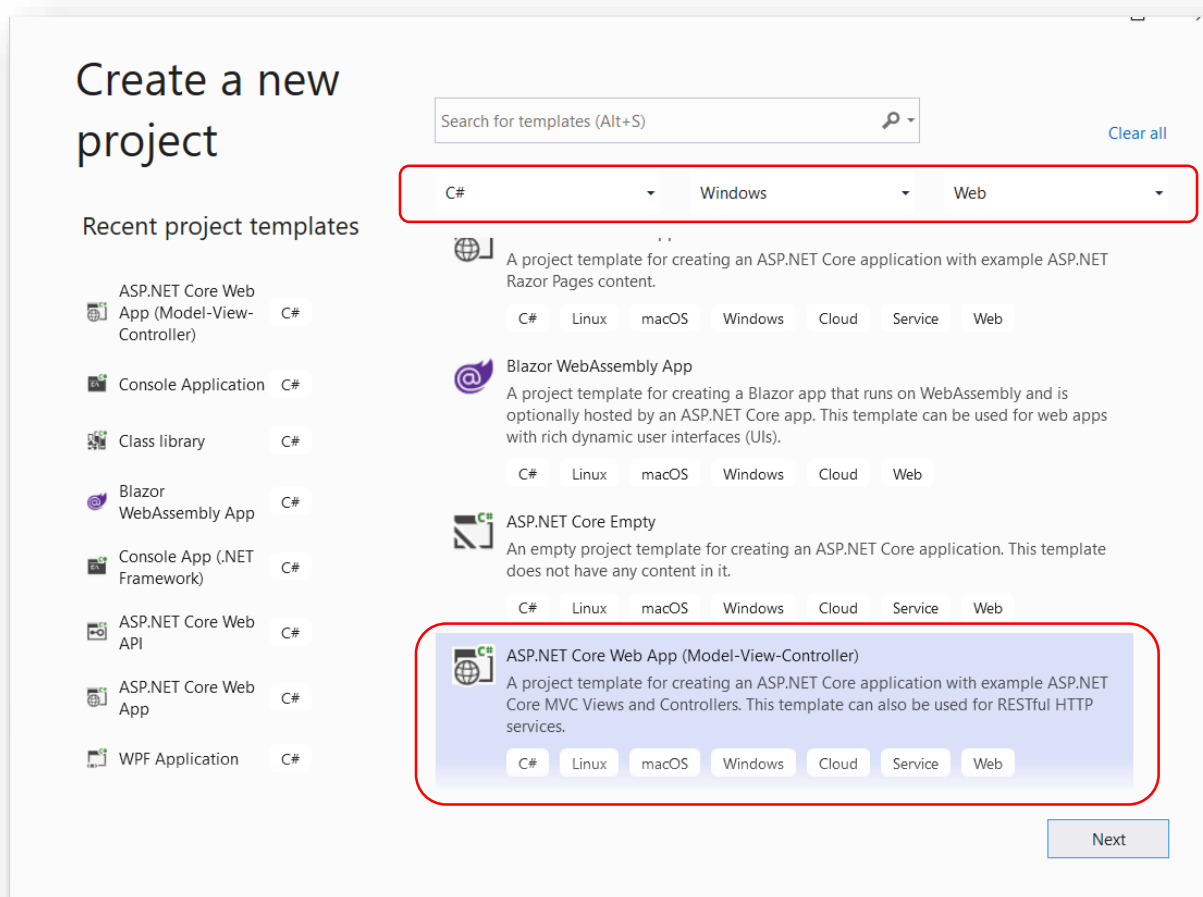 Create a new
project
Search for templates (Alt+S)
Clear all
C#
Windows
Web
Recent project templates
ASP.NET Core Web
App (Model-View-
Controller)
C#
Console Application
C#
Class library
C#
Blazor
WebAssembly App
C#
Console App (.NET
Framework)
C#
ASP.NET Core Web
API
C#
ASP.NET Core Web
App
C#
WPF Application
C#
A project template for creating an ASP.NET Core application with example ASP.NET
Razor Pages content.
C# Linux macOS Windows Cloud Service Web
Blazor WebAssembly App
A project template for creating a Blazor app that runs on WebAssembly and is
optionally hosted by an ASP.NET Core app. This template can be used for web apps
with rich dynamic user interfaces (UIs).
C# Linux macOS Windows Cloud Web
ASP.NET Core Empty
An empty project template for creating an ASP.NET Core application. This template
does not have any content in it.
C# Linux macOS Windows Cloud Service Web
ASP.NET Core Web App (Model-View-Controller)
A project template for creating an ASP.NET Core application with example ASP.NET
Core MVC Views and Controllers. This template can also be used for RESTful HTTP
services.
C# Linux macOS Windows Cloud Service Web
Next